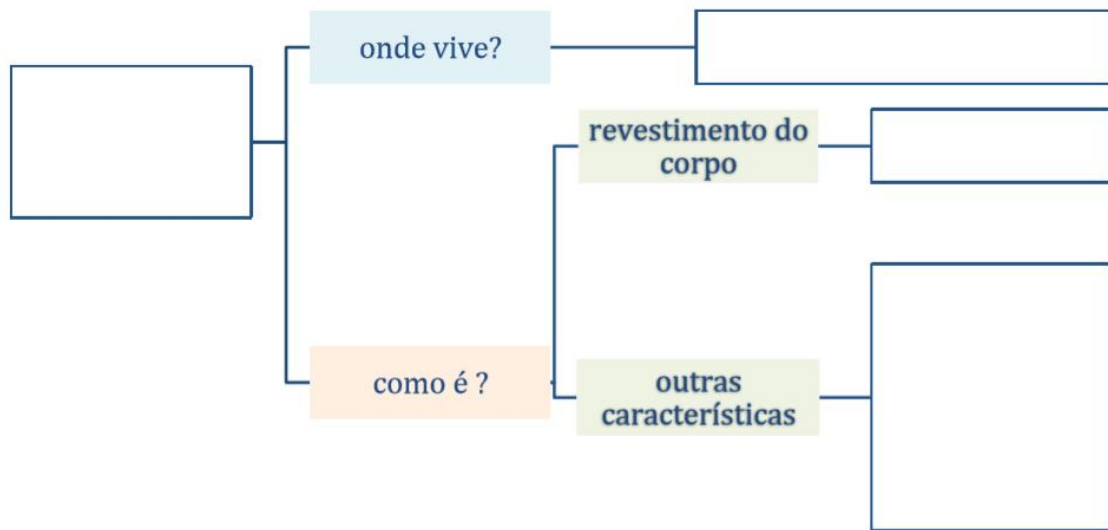 onde vive?
revestimento do
corpo
como é ?
outras
características